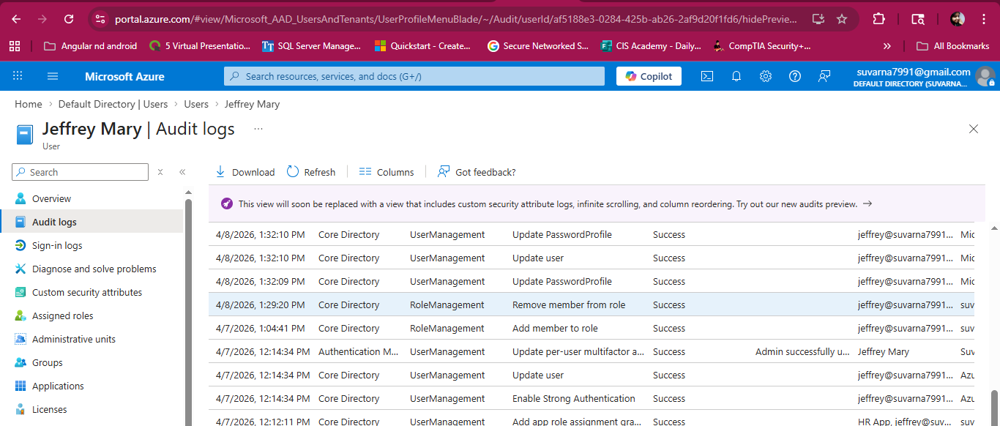 portal.azure.com/#view/Microsoft_AAD_UsersAndTenants/UserProfileMenuBlade/~/Audit/userId/af5188e3-0284-425b-ab26-2af9d20f1fd6/hidePrevie...
Angular nd android 5 Virtual Presentatio... SQL Server Manage... Quickstart - Create... Secure Networked S... CIS Academy - Daily,... CompTIA Security+... » All Bookmarks
Microsoft Azure Search resources, services, and docs (G+/) Copilot suvarna7991@gmail.com
DEFAULT DIRECTORY (SUVARNA...
Home > Default Directory | Users > Users > Jeffrey Mary
Jeffrey Mary | Audit logs ...
User
Search
Download Refresh Columns Got feedback?
Overview
Audit logs
Sign-in logs
Diagnose and solve problems
Custom security attributes
Assigned roles
Administrative units
Groups
Applications
Licenses
This view will soon be replaced with a view that includes custom security attribute logs, infinite scrolling, and column reordering. Try out our new audits preview. →
4/8/2026, 1:32:10 PM Core Directory UserManagement Update PasswordProfile Success jeffrey@suvarna7991... Mic
4/8/2026, 1:32:10 PM Core Directory UserManagement Update user Success jeffrey@suvarna7991... Mic
4/8/2026, 1:32:09 PM Core Directory UserManagement Update PasswordProfile Success jeffrey@suvarna7991... Mic
4/8/2026, 1:29:20 PM Core Directory RoleManagement Remove member from role Success jeffrey@suvarna7991... suv
4/7/2026, 1:04:41 PM Core Directory RoleManagement Add member to role Success jeffrey@suvarna7991... suv
4/7/2026, 12:14:34 PM Authentication M... UserManagement Update per-user multifactor a... Success Admin successfully u... Jeffrey Mary Suv
4/7/2026, 12:14:34 PM Core Directory UserManagement Update user Success jeffrey@suvarna7991... Azu
4/7/2026, 12:14:34 PM Core Directory UserManagement Enable Strong Authentication Success jeffrey@suvarna7991... Azu
4/7/2026, 12:12:11 PM Core Directory UserManagement Add app role assignment gra... Success HR App, jeffrey@su... suv